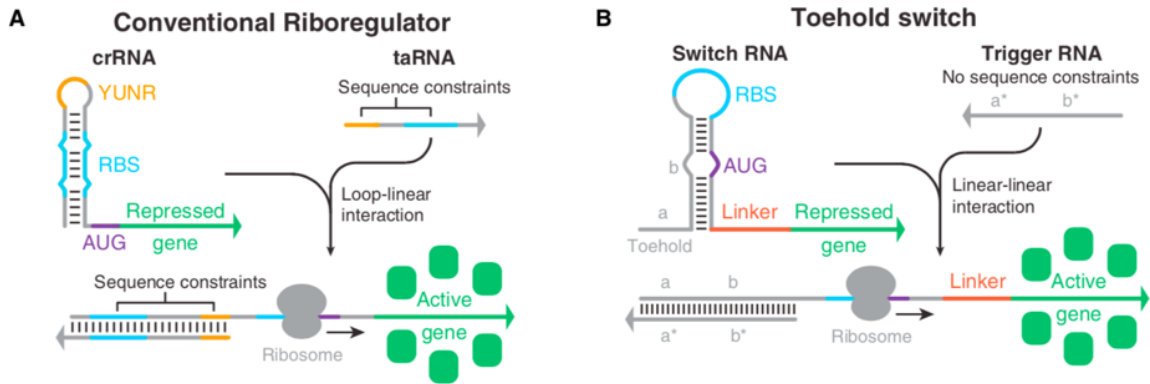 A
Conventional Riboregulator
crRNA
taRNA
YUNR
Sequence constraints
RBS
Loop-linear
interaction
Repressed
AUG
gene
Sequence constraints
Active
gene
Ribosome
B
Toehold switch
Switch RNA
Trigger RNA
No sequence constraints
RBS
a*
b*
b
AUG
Linear-linear
interaction
a
Linker
Repressed
Toehold
gene
a
b
Linker
Active
gene
a*
b*
Ribosome